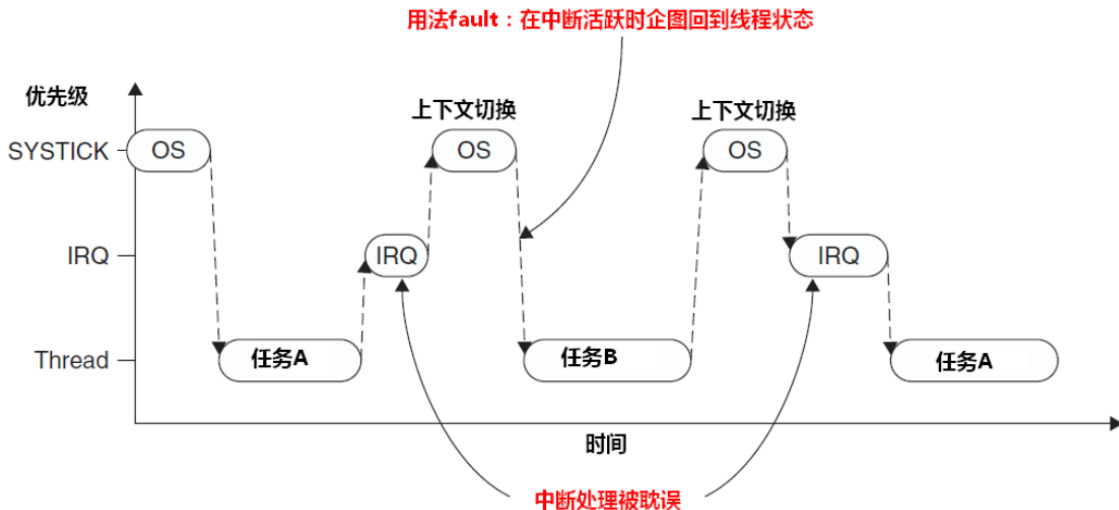 用法fault：在中断活跃时企图回到线程状态
优先级
上下文切换
上下文切换
SYSTICK
OS
OS
OS
IRQ
IRQ
IRQ
Thread
任务A
任务B
任务A
时间
中断处理被耽误